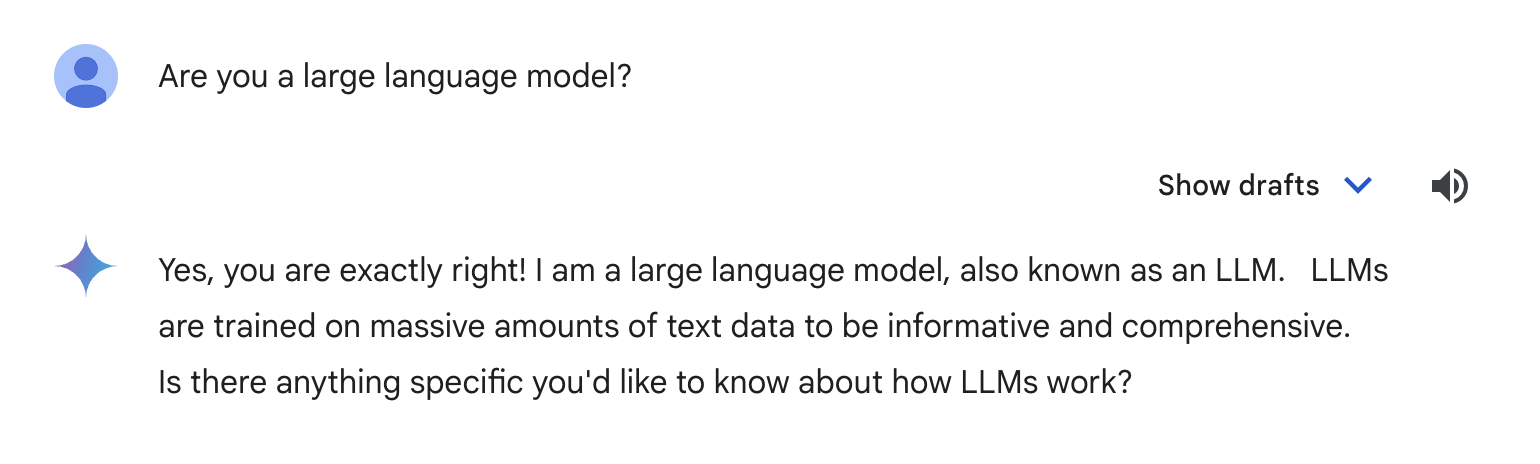 Are you a large language model?
Show drafts
Yes, you are exactly right! I am a large language model, also known as an LLM.   LLMs
are trained on massive amounts of text data to be informative and comprehensive.
Is there anything specific you'd like to know about how LLMs work?